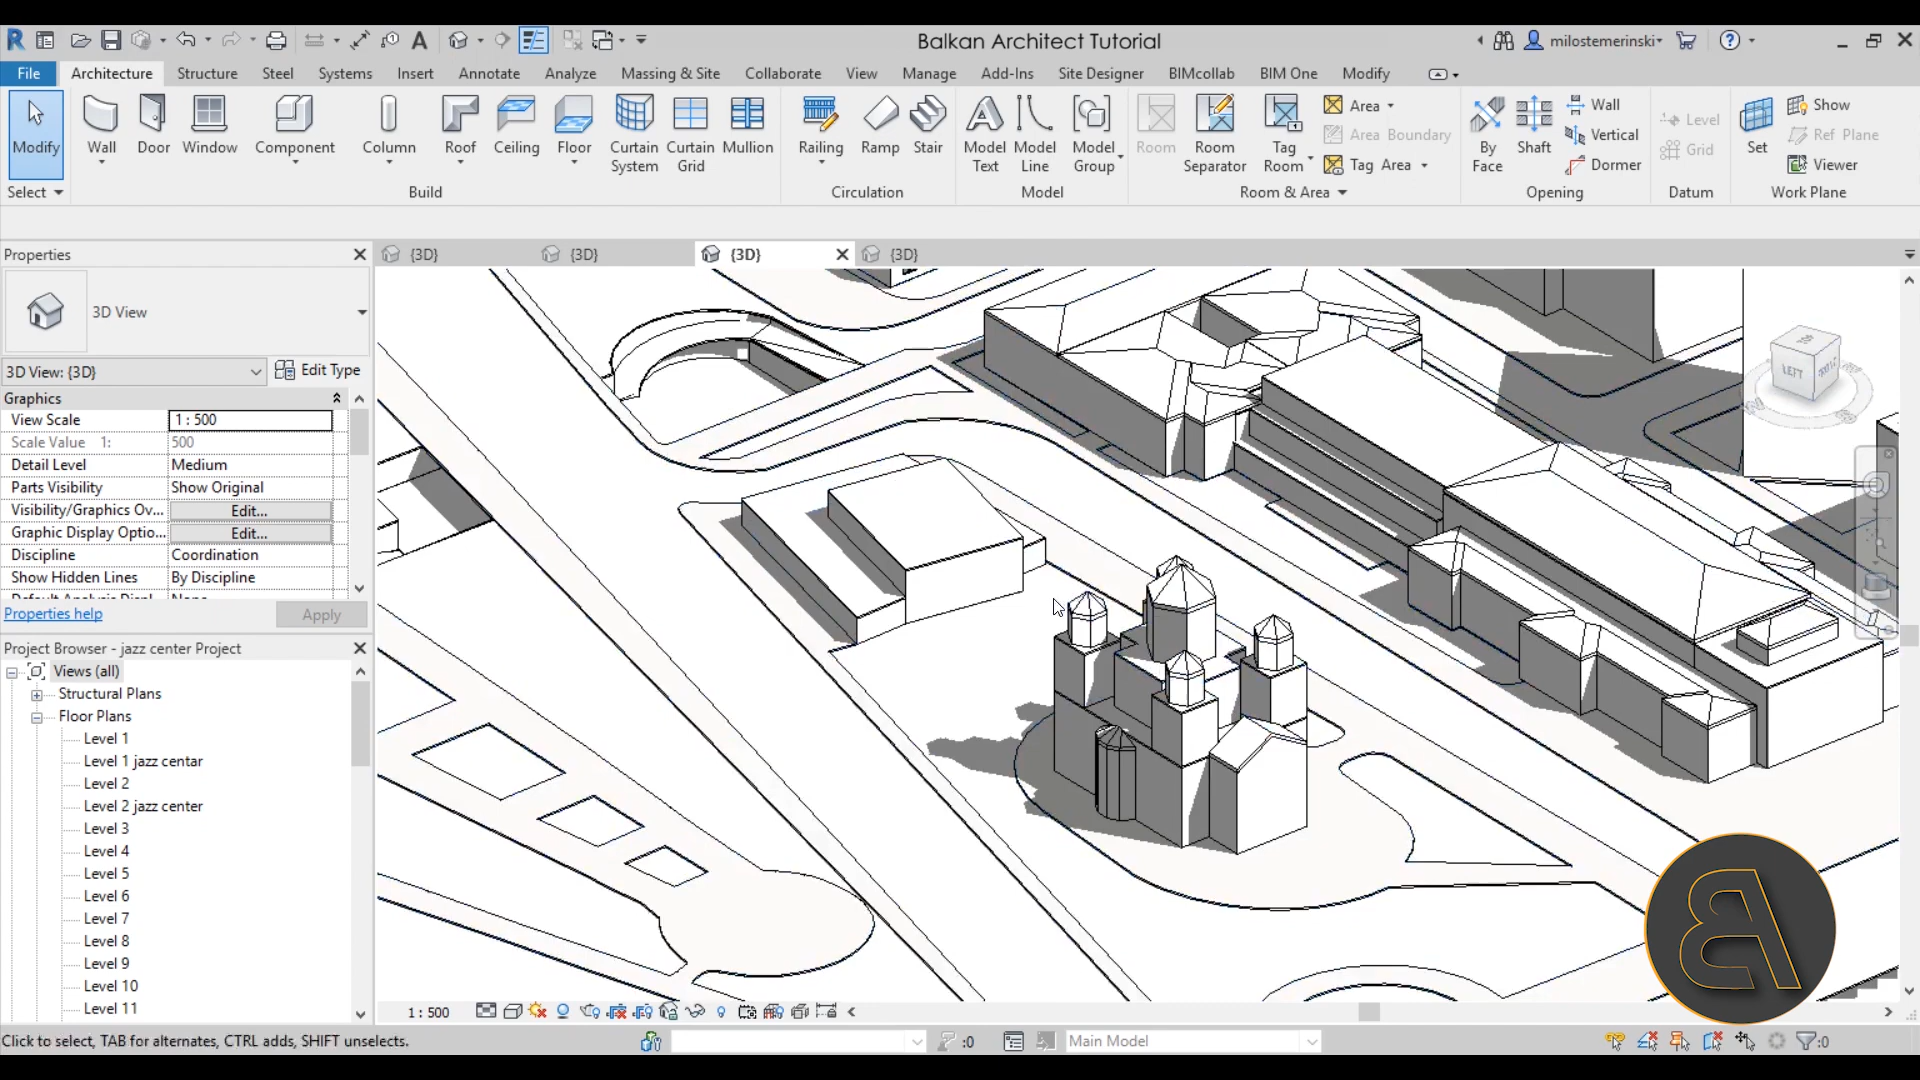 Balkan Architect Tutorial
milostemerinski
File Architecture Structure Steel Systems Insert Annotate Analyze Massing & Site Collaborate View Manage Add-Ins Site Designer BIMcollab BIM One Modify
Modify
Wall
Door
Window
Component
Column
Roof
Ceiling
Floor
Curtain System
Curtain Grid
Mullion
Railing
Ramp
Stair
Model Text
Model Line
Model Group
Room
Room Separator
Tag Room
Area
Area Boundary
Tag Area
By Face
Shaft
Wall
Vertical
Dormer
Level
Grid
Set
Show
Ref Plane
Viewer
Select Build Circulation Model Room & Area Opening Datum Work Plane
Properties
{3D} {3D} {3D} {3D}
3D View
3D View: {3D} Edit Type
Graphics
View Scale 1 : 500
Scale Value 1: 500
Detail Level Medium
Parts Visibility Show Original
Visibility/Graphics Ov... Edit...
Graphic Display Optio... Edit...
Discipline Coordination
Show Hidden Lines By Discipline
Properties help Apply
Project Browser - jazz center Project
Views (all)
Structural Plans
Floor Plans
Level 1
Level 1 jazz centar
Level 2
Level 2 jazz center
Level 3
Level 4
Level 5
Level 6
Level 7
Level 8
Level 9
Level 10
Level 11
LEFT
1 : 500
Click to select, TAB for alternates, CTRL adds, SHIFT unselects.
:0
Main Model
:0